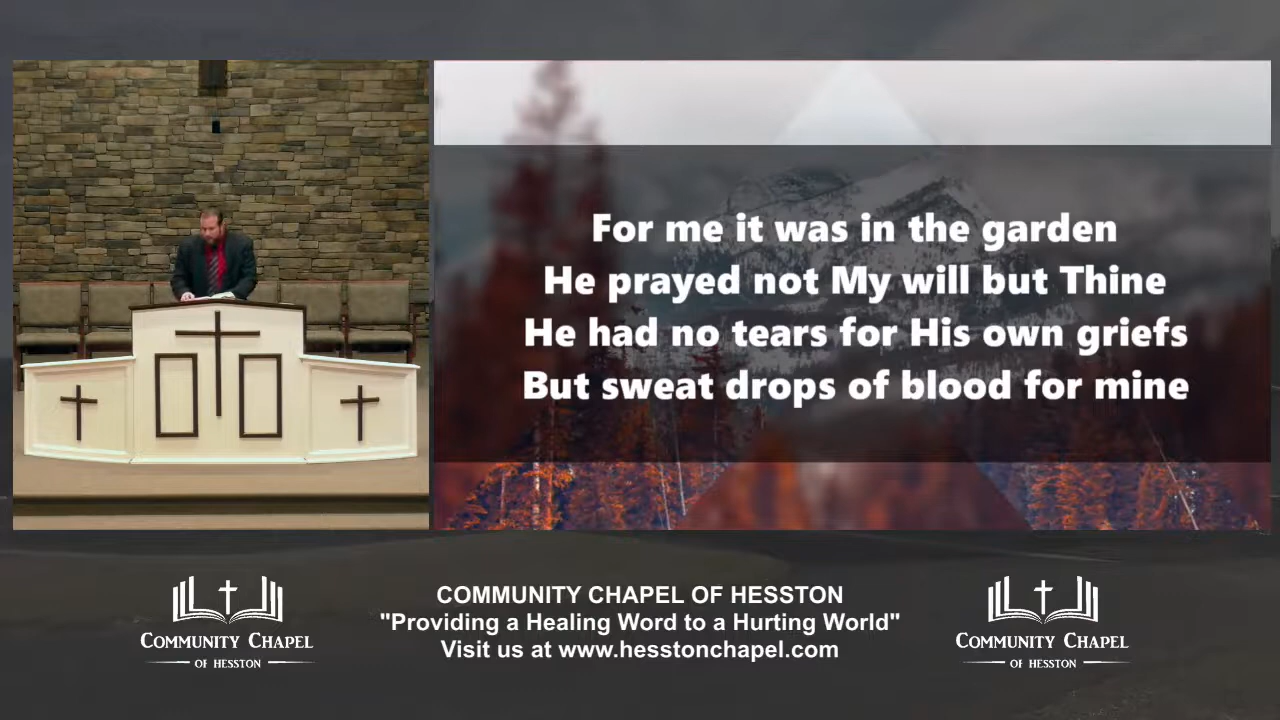 For me it was in the garden
He prayed not My will but Thine
He had no tears for His own griefs
But sweat drops of blood for mine
COMMUNITY CHAPEL OF HESSTON
"Providing a Healing Word to a Hurting World"
Visit us at www.hesstonchapel.com
COMMUNITY CHAPEL
OF HESSTON
COMMUNITY CHAPEL
OF HESSTON